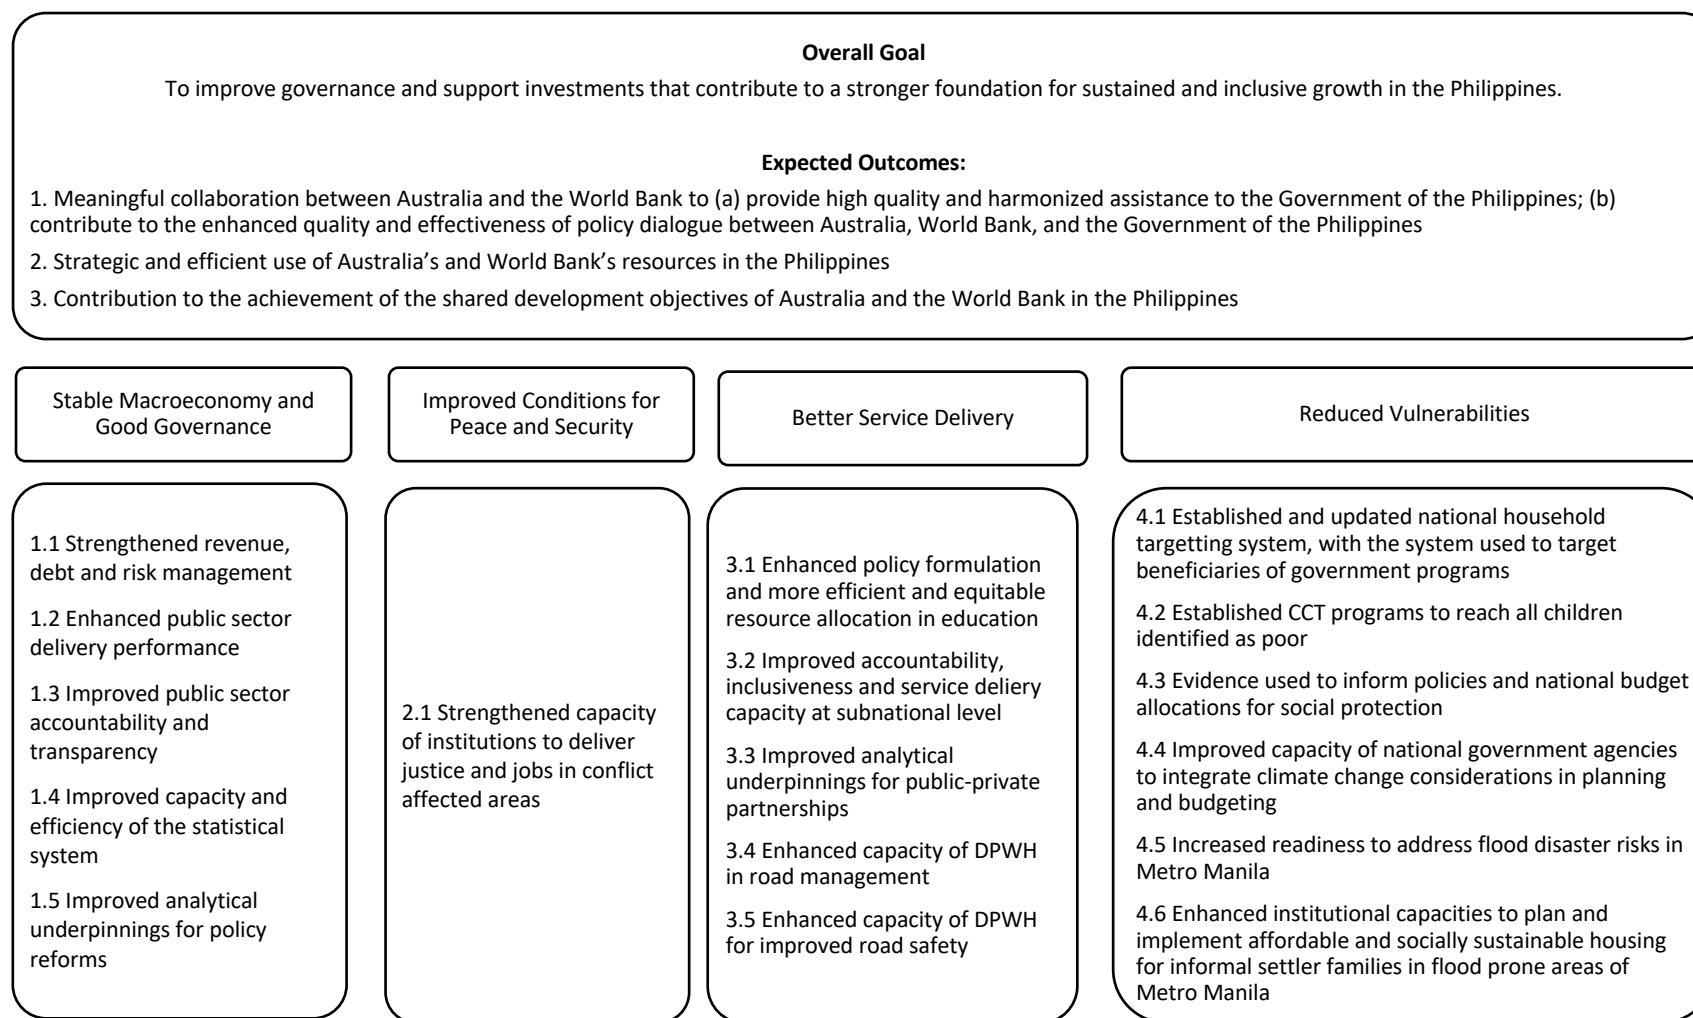 Overall Goal
To improve governance and support investments that contribute to a stronger foundation for sustained and inclusive growth in the Philippines.
Expected Outcomes:
1. Meaningful collaboration between Australia and the World Bank to (a) provide high quality and harmonized assistance to the Government of the Philippines; (b)
contribute to the enhanced quality and effectiveness of policy dialogue between Australia, World Bank, and the Government of the Philippines
2. Strategic and efficient use of Australia’s and World Bank’s resources in the Philippines
3. Contribution to the achievement of the shared development objectives of Australia and the World Bank in the Philippines
Stable Macroeconomy and
Good Governance
1.1 Strengthened revenue,
debt and risk management
1.2 Enhanced public sector
delivery performance
1.3 Improved public sector
accountability and
transparency
1.4 Improved capacity and
efficiency of the statistical
system
1.5 Improved analytical
underpinnings for policy
reforms
Improved Conditions for
Peace and Security
2.1 Strengthened capacity
of institutions to deliver
justice and jobs in conflict
affected areas
Better Service Delivery
3.1 Enhanced policy formulation
and more efficient and equitable
resource allocation in education
3.2 Improved accountability,
inclusiveness and service deliery
capacity at subnational level
3.3 Improved analytical
underpinnings for public-private
partnerships
3.4 Enhanced capacity of DPWH
in road management
3.5 Enhanced capacity of DPWH
for improved road safety
Reduced Vulnerabilities
4.1 Established and updated national household
targetting system, with the system used to target
beneficiaries of government programs
4.2 Established CCT programs to reach all children
identified as poor
4.3 Evidence used to inform policies and national budget
allocations for social protection
4.4 Improved capacity of national government agencies
to integrate climate change considerations in planning
and budgeting
4.5 Increased readiness to address flood disaster risks in
Metro Manila
4.6 Enhanced institutional capacities to plan and
implement affordable and socially sustainable housing
for informal settler families in flood prone areas of
Metro Manila